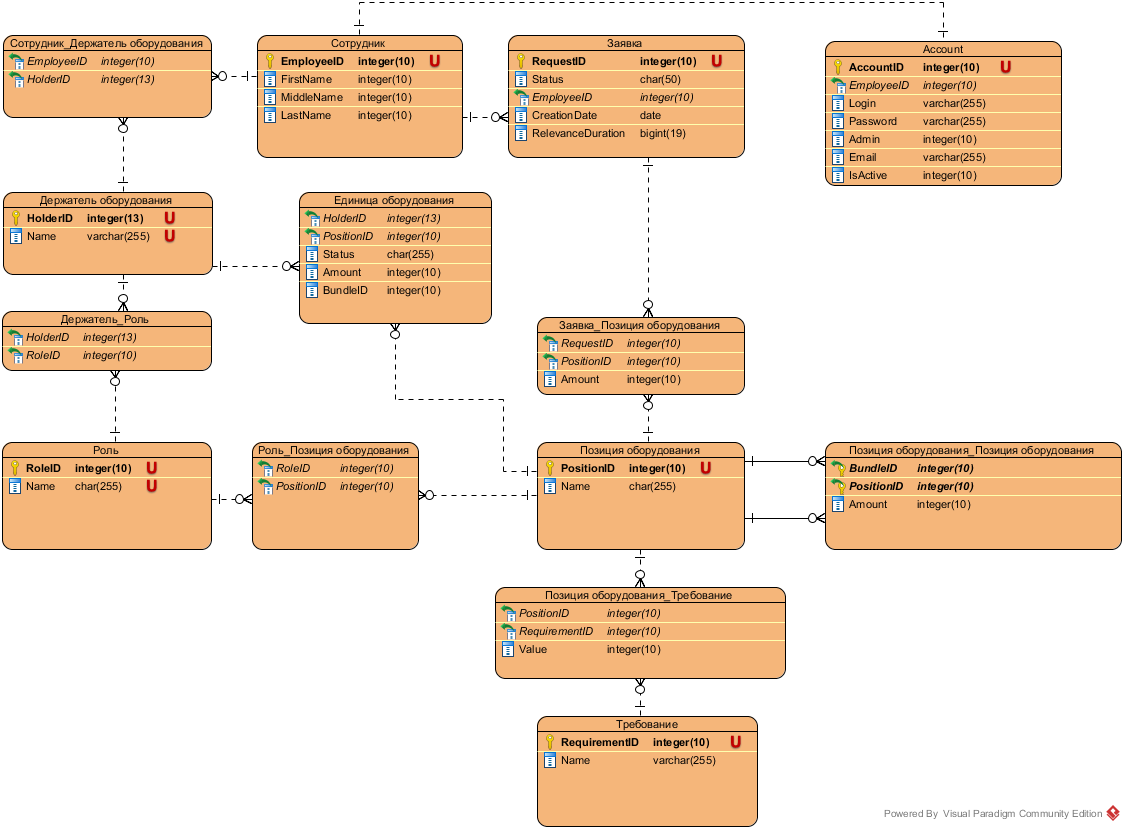 Сотрудник_Держатель оборудования
EmployeeID integer(10)
HolderID integer(13)
Сотрудник
EmployeeID integer(10) U
FirstName integer(10)
MiddleName integer(10)
LastName integer(10)
Заявка
RequestID integer(10) U
Status char(50)
EmployeeID integer(10)
CreationDate date
RelevanceDuration bigint(19)
Account
AccountID integer(10) U
EmployeeID integer(10)
Login varchar(255)
Password varchar(255)
Admin integer(10)
Email varchar(255)
IsActive integer(10)
Держатель оборудования
HolderID integer(13) U
Name varchar(255) U
Единица оборудования
HolderID integer(13)
PositionID integer(10)
Status char(255)
Amount integer(10)
BundleID integer(10)
Держатель_Роль
HolderID integer(13)
RoleID integer(10)
Заявка_Позиция оборудования
RequestID integer(10)
PositionID integer(10)
Amount integer(10)
Роль
RoleID integer(10) U
Name char(255) U
Роль_Позиция оборудования
RoleID integer(10)
PositionID integer(10)
Позиция оборудования
PositionID integer(10) U
Name char(255)
Позиция оборудования_Позиция оборудования
BundleID integer(10)
PositionID integer(10)
Amount integer(10)
Позиция оборудования_Требование
PositionID integer(10)
RequirementID integer(10)
Value integer(10)
Требование
RequirementID integer(10) U
Name varchar(255)
Powered By Visual Paradigm Community Edition